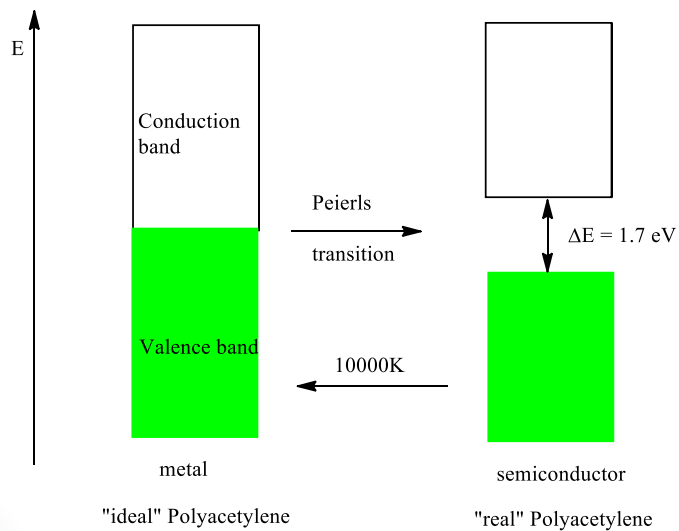 E
Conduction
band
Peierls
transition
ΔE = 1.7 eV
Valence band
10000K
metal
semiconductor
"ideal" Polyacetylene
"real" Polyacetylene